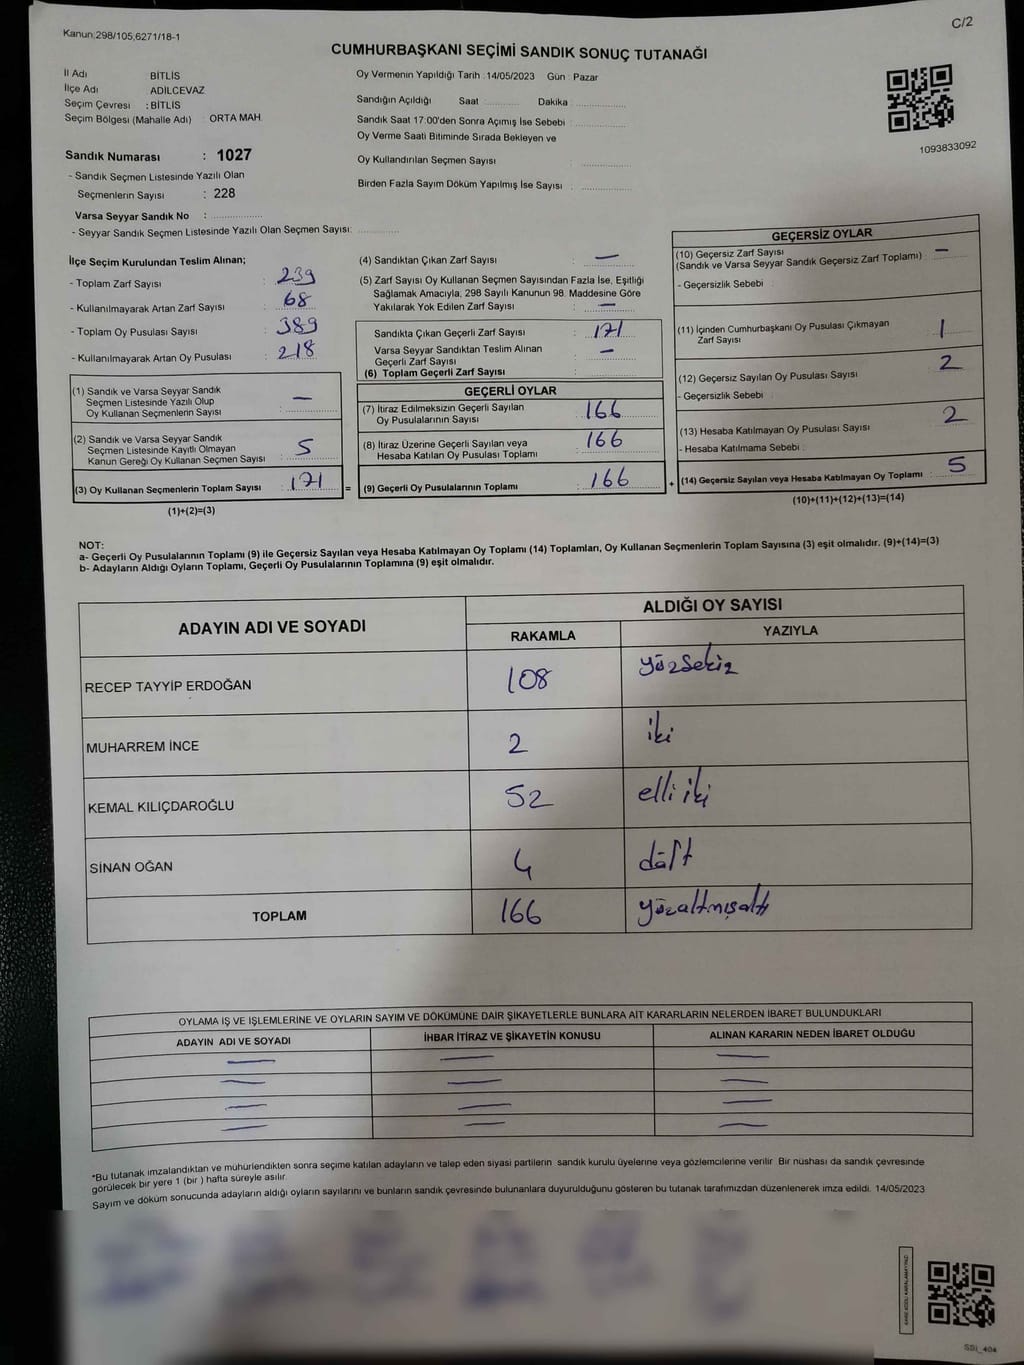 Kanun:298/105,6271/18-1
C/2
CUMHURBAŞKANI SEÇİMİ SANDIK SONUÇ TUTANAĞI
İl Adı BİTLİS
İlçe Adı ADİLCEVAZ
Seçim Çevresi : BİTLİS
Seçim Bölgesi (Mahalle Adı) : ORTA MAH.
Sandık Numarası : 1027
- Sandık Seçmen Listesinde Yazılı Olan
Seçmenlerin Sayısı : 228
Varsa Seyyar Sandık No : ..................
- Seyyar Sandık Seçmen Listesinde Yazılı Olan Seçmen Sayısı: ............
Oy Vermenin Yapıldığı Tarih : 14/05/2023 Gün : Pazar
Sandığın Açıldığı Saat ............ Dakika ..................
Sandık Saat 17:00'den Sonra Açımış İse Sebebi : ..................
Oy Verme Saati Bitiminde Sırada Bekleyen ve
Oy Kullandırılan Seçmen Sayısı : ..................
Birden Fazla Sayım Döküm Yapılmış İse Sayısı : ..................
1093833092
İlçe Seçim Kurulundan Teslim Alınan;
- Toplam Zarf Sayısı : 239
- Kullanılmayarak Artan Zarf Sayısı : 68
- Toplam Oy Pusulası Sayısı : 389
- Kullanılmayarak Artan Oy Pusulası : 218
(1) Sandık ve Varsa Seyyar Sandık
Seçmen Listesinde Yazılı Olup
Oy Kullanan Seçmenlerin Sayısı : —
(2) Sandık ve Varsa Seyyar Sandık
Seçmen Listesinde Kayıtlı Olmayan
Kanun Gereği Oy Kullanan Seçmen Sayısı : 5
(3) Oy Kullanan Seçmenlerin Toplam Sayısı : 171 =
(1)+(2)=(3)
(4) Sandıktan Çıkan Zarf Sayısı : —
(5) Zarf Sayısı Oy Kullanan Seçmen Sayısından Fazla İse, Eşitliği
Sağlamak Amacıyla, 298 Sayılı Kanunun 98. Maddesine Göre
Yakılarak Yok Edilen Zarf Sayısı : —
Sandıkta Çıkan Geçerli Zarf Sayısı : 171
Varsa Seyyar Sandıktan Teslim Alınan
Geçerli Zarf Sayısı : —
(6) Toplam Geçerli Zarf Sayısı :
GEÇERLİ OYLAR
(7) İtiraz Edilmeksizin Geçerli Sayılan
Oy Pusulalarının Sayısı : 166
(8) İtiraz Üzerine Geçerli Sayılan veya
Hesaba Katılan Oy Pusulası Toplamı : 166
(9) Geçerli Oy Pusulalarının Toplamı : 166 +
GEÇERSİZ OYLAR
(10) Geçersiz Zarf Sayısı : —
(Sandık ve Varsa Seyyar Sandık Geçersiz Zarf Toplamı)
- Geçersizlik Sebebi :
(11) İçinden Cumhurbaşkanı Oy Pusulası Çıkmayan
Zarf Sayısı : 1
(12) Geçersiz Sayılan Oy Pusulası Sayısı : 2
- Geçersizlik Sebebi :
(13) Hesaba Katılmayan Oy Pusulası Sayısı : 2
- Hesaba Katılmama Sebebi :
(14) Geçersiz Sayılan veya Hesaba Katılmayan Oy Toplamı : 5
(10)+(11)+(12)+(13)=(14)
NOT:
a- Geçerli Oy Pusulalarının Toplamı (9) ile Geçersiz Sayılan veya Hesaba Katılmayan Oy Toplamı (14) Toplamları, Oy Kullanan Seçmenlerin Toplam Sayısına (3) eşit olmalıdır. (9)+(14)=(3)
b- Adayların Aldığı Oyların Toplamı, Geçerli Oy Pusulalarının Toplamına (9) eşit olmalıdır.
ADAYIN ADI VE SOYADI
ALDIĞI OY SAYISI
RAKAMLA YAZIYLA
RECEP TAYYİP ERDOĞAN 108 yüzsekiz
MUHARREM İNCE 2 iki
KEMAL KILIÇDAROĞLU 52 elli iki
SİNAN OĞAN 4 dört
TOPLAM 166 yüzaltmışaltı
OYLAMA İŞ VE İŞLEMLERİNE VE OYLARIN SAYIM VE DÖKÜMÜNE DAİR ŞİKAYETLERLE BUNLARA AİT KARARLARIN NELERDEN İBARET BULUNDUKLARI
ADAYIN ADI VE SOYADI İHBAR İTİRAZ VE ŞİKAYETİN KONUSU ALINAN KARARIN NEDEN İBARET OLDUĞU
— — —
— — —
— — —
— — —
*Bu tutanak imzalandıktan ve mühürlendikten sonra seçime katılan adayların ve talep eden siyasi partilerin sandık kurulu üyelerine veya gözlemcilerine verilir. Bir nüshası da sandık çevresinde
görülecek bir yere 1 (bir ) hafta süreyle asılır.
Sayım ve döküm sonucunda adayların aldığı oyların sayılarını ve bunların sandık çevresinde bulunanlara duyurulduğunu gösteren bu tutanak tarafımızdan düzenlenerek imza edildi. 14/05/2023
KARE KODU KARALAMAYINIZ!
SSI_404